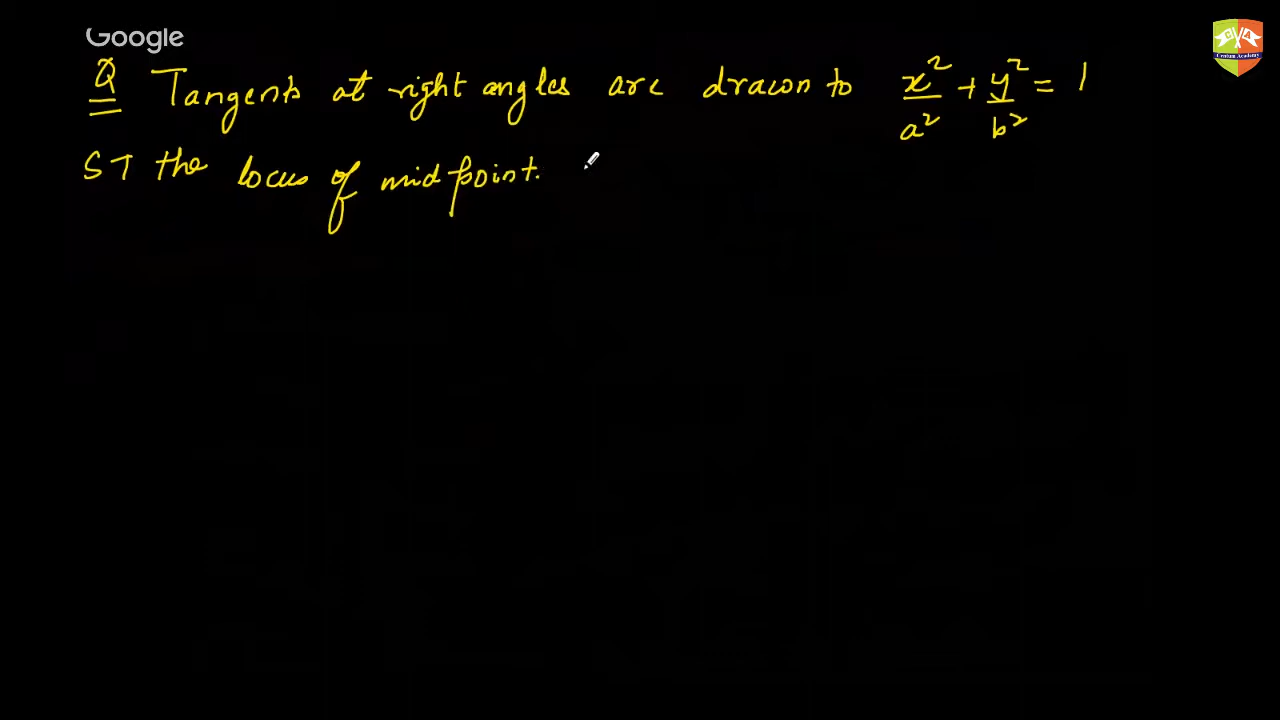 Google
Q Tangents at right angles are drawn to x²/a² + y²/b² = 1
ST the locus of midpoint.